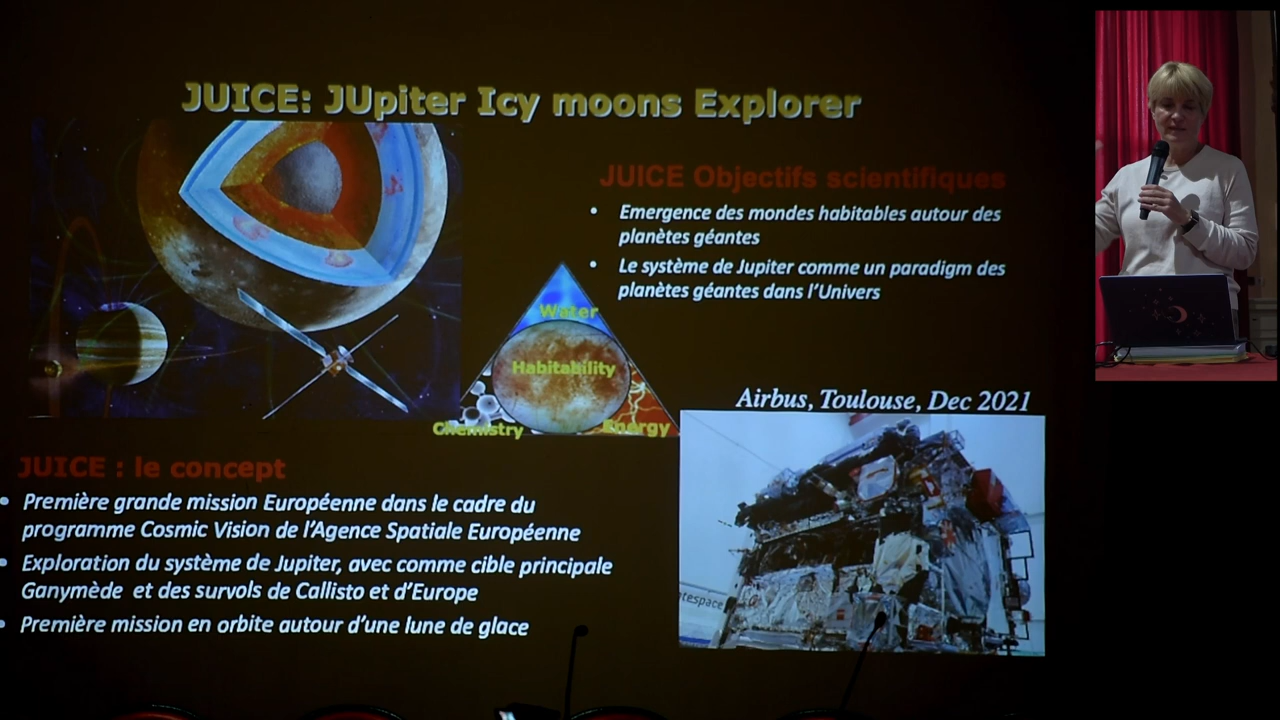 JUICE: JUpiter Icy moons Explorer
JUICE Objectifs scientifiques
• Emergence des mondes habitables autour des
planètes géantes
• Le système de Jupiter comme un paradigm des
planètes géantes dans l'Univers
Water
Habitability
Chemistry
Energy
Airbus, Toulouse, Dec 2021
ntespace
JUICE : le concept
• Première grande mission Européenne dans le cadre du
programme Cosmic Vision de l'Agence Spatiale Européenne
• Exploration du système de Jupiter, avec comme cible principale
Ganymède et des survols de Callisto et d'Europe
• Première mission en orbite autour d'une lune de glace